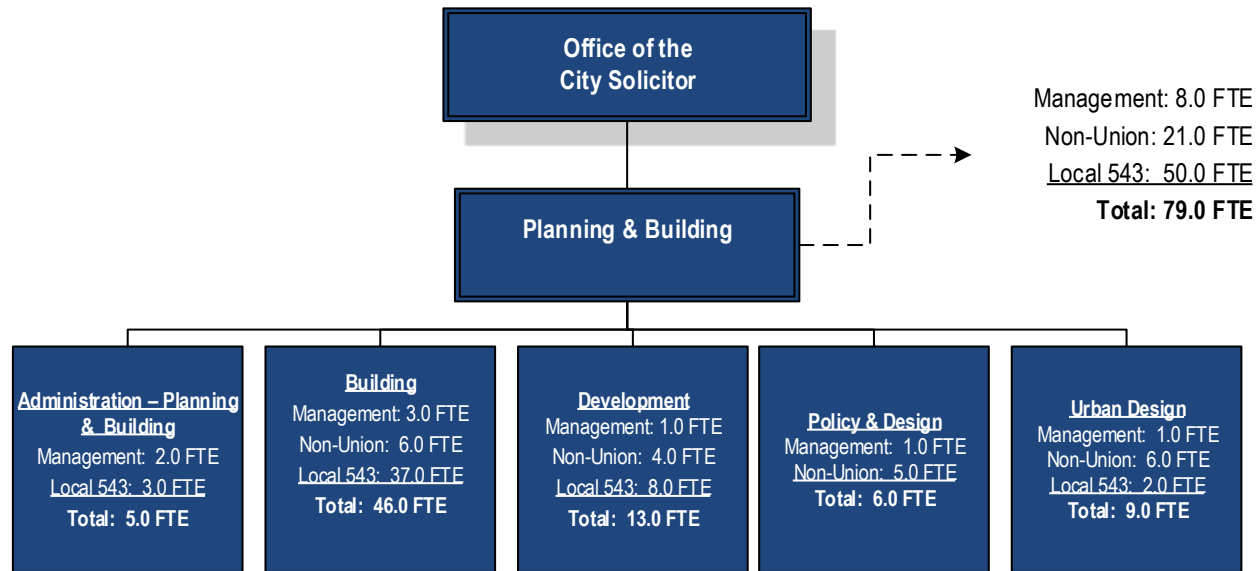 Office of the
City Solicitor
Management: 8.0 FTE
Non-Union: 21.0 FTE
Local 543: 50.0 FTE
Total: 79.0 FTE
Planning & Building
Administration – Planning
& Building
Management: 2.0 FTE
Local 543: 3.0 FTE
Total: 5.0 FTE
Building
Management: 3.0 FTE
Non-Union: 6.0 FTE
Local 543: 37.0 FTE
Total: 46.0 FTE
Development
Management: 1.0 FTE
Non-Union: 4.0 FTE
Local 543: 8.0 FTE
Total: 13.0 FTE
Policy & Design
Management: 1.0 FTE
Non-Union: 5.0 FTE
Total: 6.0 FTE
Urban Design
Management: 1.0 FTE
Non-Union: 6.0 FTE
Local 543: 2.0 FTE
Total: 9.0 FTE